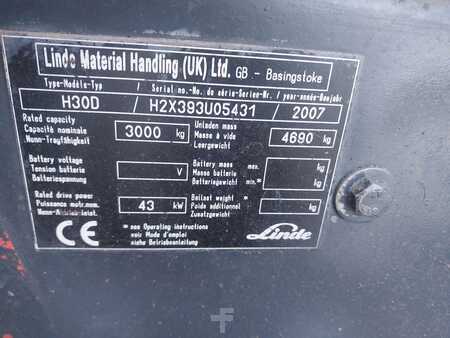 Linde Material Handling (UK) Ltd. GB - Basingstoke
Type-Modèle-Typ / Serial no.-No. de série-Serien-Nr. / year-année-Baujahr
H30D / H2X393U05431 / 2007
Rated capacity
Capacité nominale
Nenn-Tragfähigkeit
3000 kg
Unladen mass
Masse à vide
Leergewicht
4690 kg
Battery voltage
Tension batterie
Batteriespannung
V
Battery mass max.
Masse batterie
Batteriegewicht min.*
kg
kg
Rated drive power
Puissance motr.nom.
Nenn-Antriebsleist.
43 kW
Ballast weight *
Poids additionnel
Zusatzgewicht
kg
CE
* see Operating instructions
voir Mode d'emploi
siehe Betriebsanleitung
Linde